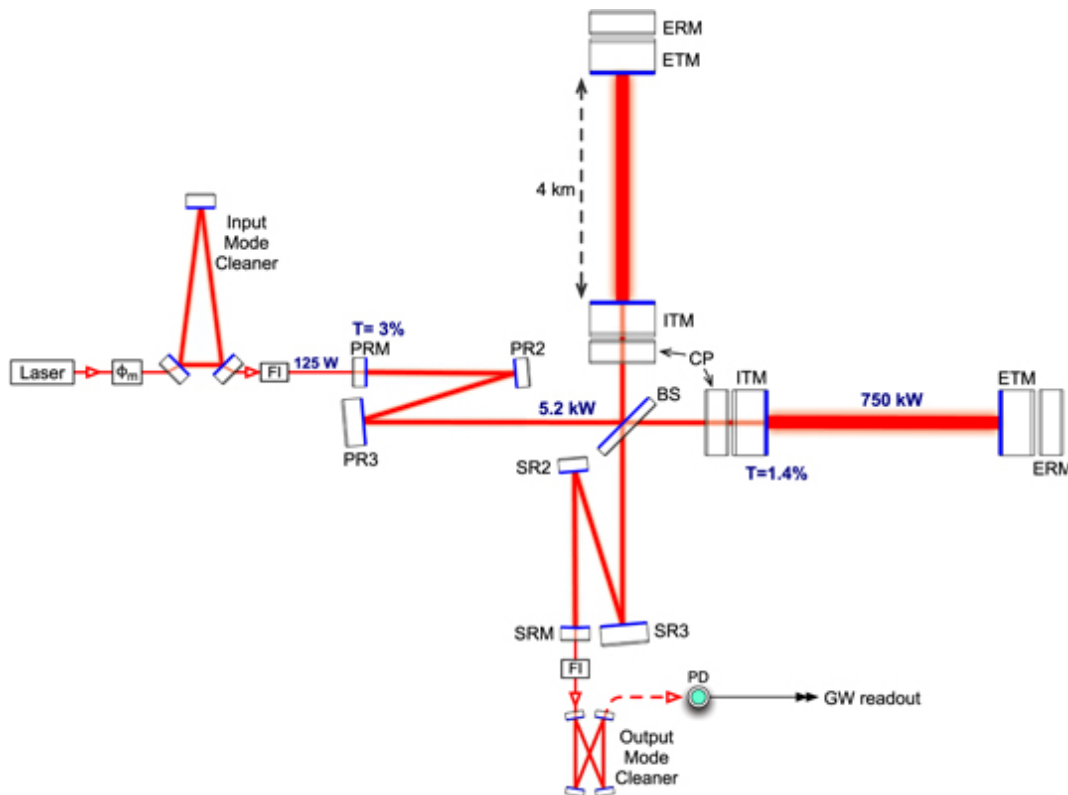 ERM
ETM
4 km
Input
Mode
Cleaner
ITM
T= 3%
PRM
PR2
CP
ITM
ETM
Laser
ϕm
FI
125 W
BS
750 kW
5.2 kW
PR3
SR2
T=1.4%
ERM
SRM
SR3
FI
PD
GW readout
Output
Mode
Cleaner